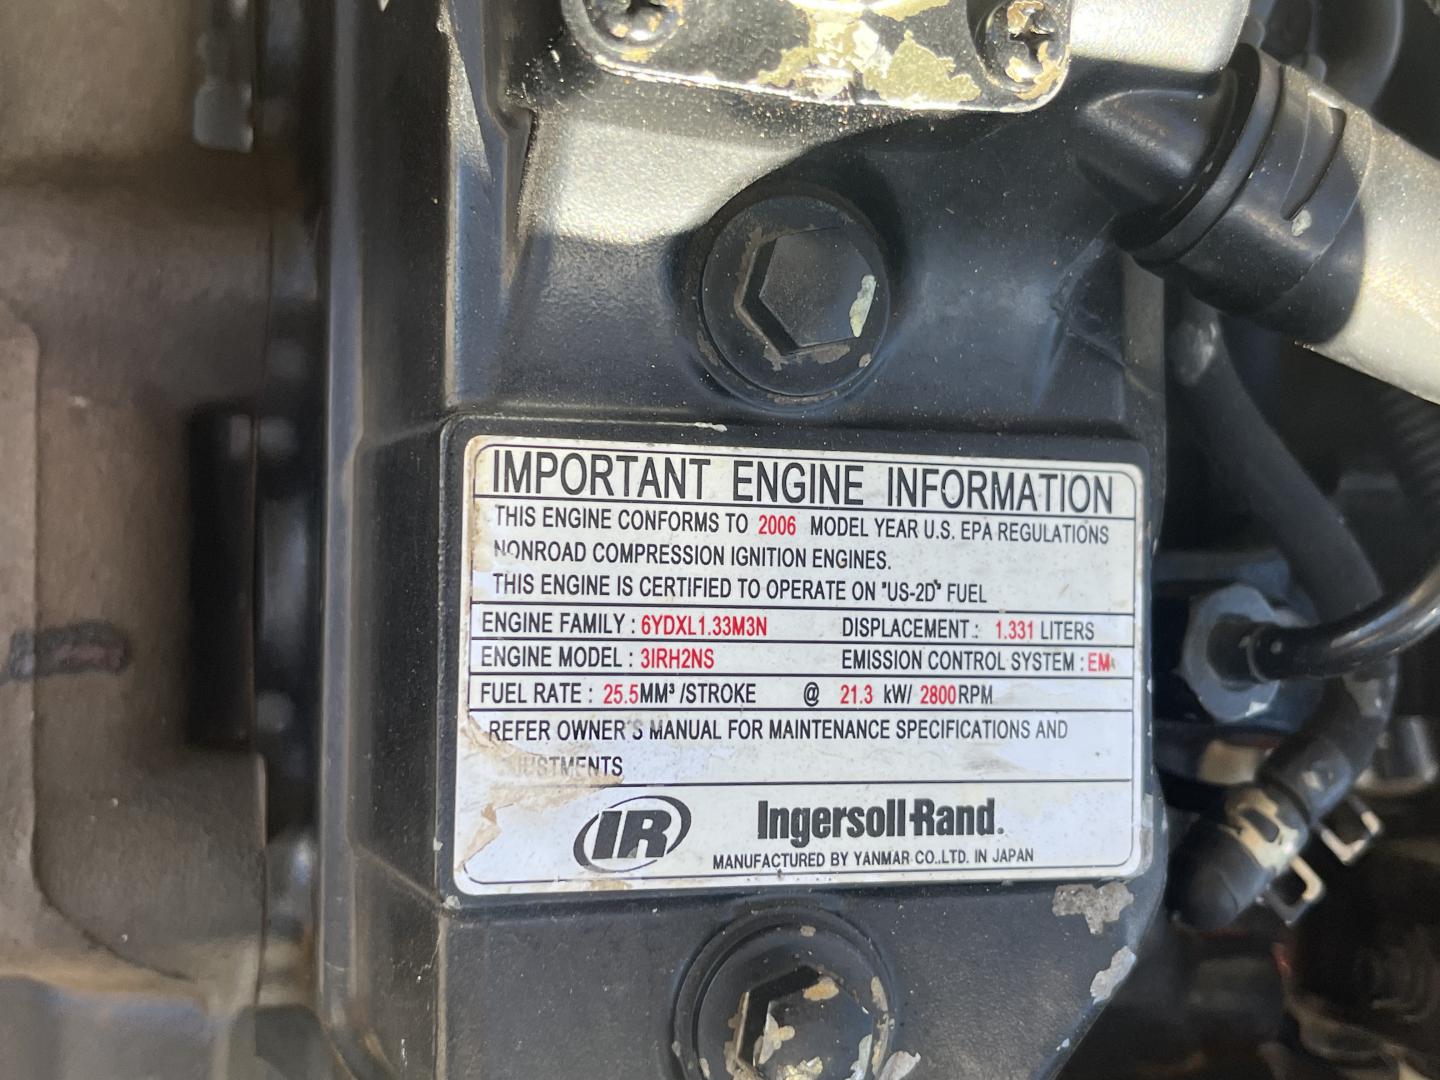 IMPORTANT ENGINE INFORMATION
THIS ENGINE CONFORMS TO 2006 MODEL YEAR U.S. EPA REGULATIONS
NONROAD COMPRESSION IGNITION ENGINES.
THIS ENGINE IS CERTIFIED TO OPERATE ON "US-2D" FUEL
ENGINE FAMILY : 6YDXL1.33M3N DISPLACEMENT : 1.331 LITERS
ENGINE MODEL : 3IRH2NS EMISSION CONTROL SYSTEM : EM
FUEL RATE : 25.5MM³ /STROKE @ 21.3 kW/ 2800RPM
REFER OWNER'S MANUAL FOR MAINTENANCE SPECIFICATIONS AND
JUSTMENTS
IR Ingersoll-Rand.
MANUFACTURED BY YANMAR CO.,LTD. IN JAPAN